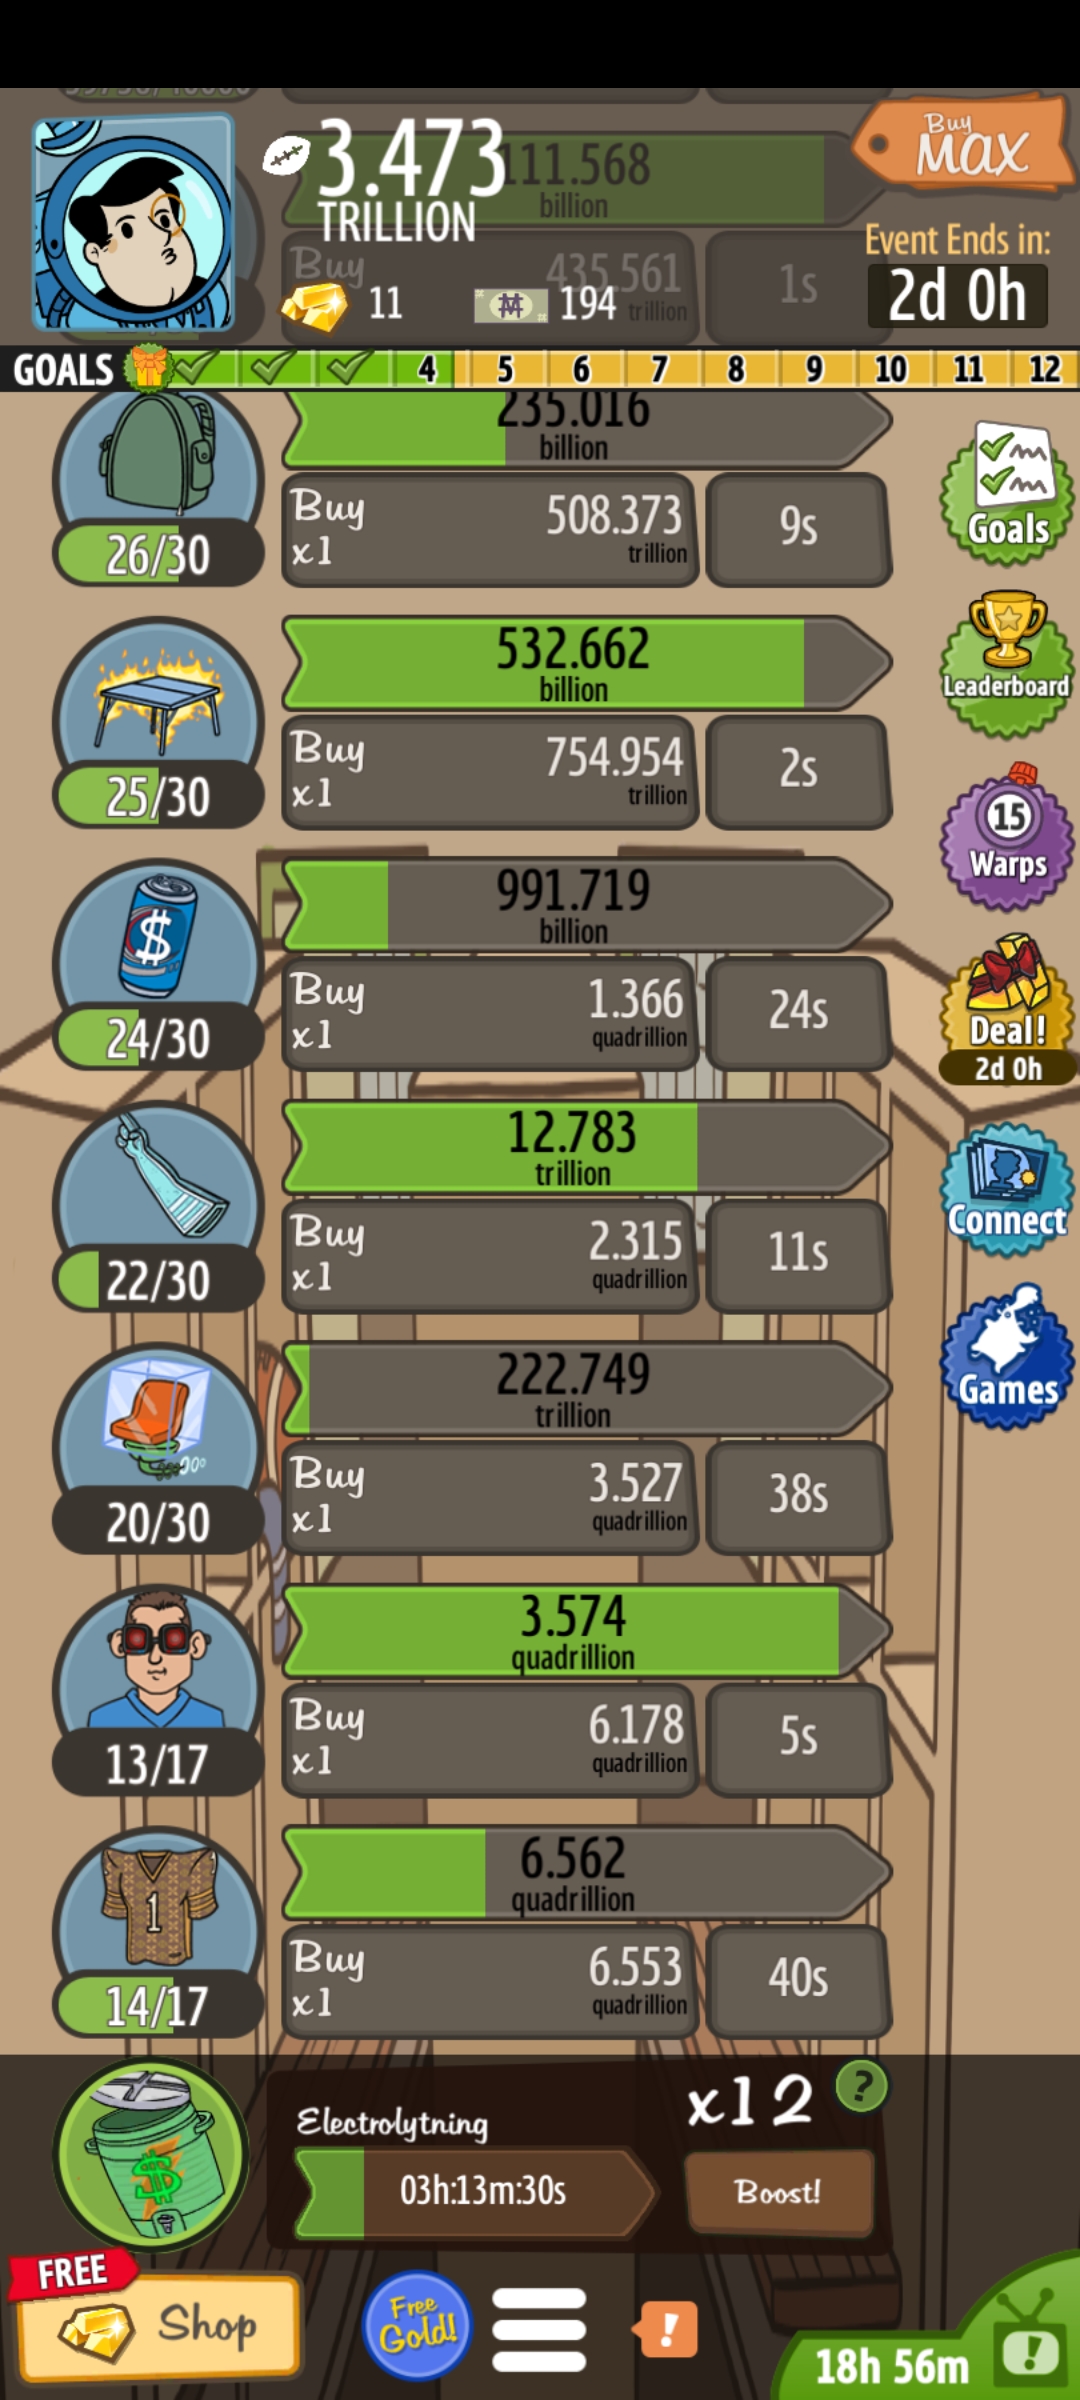 3.473
TRILLION
111.568
billion
Buy
MAX
Buy
435.561
trillion
1s
11
194
Event Ends in:
2d 0h
GOALS
4
5
6
7
8
9
10
11
12
235.016
billion
26/30
Buy
x1
508.373
trillion
9s
Goals
532.662
billion
25/30
Buy
x1
754.954
trillion
2s
Leaderboard
15
Warps
991.719
billion
$
24/30
Buy
x1
1.366
quadrillion
24s
Deal!
2d 0h
12.783
trillion
22/30
Buy
x1
2.315
quadrillion
11s
Connect
222.749
trillion
20/30
Buy
x1
3.527
quadrillion
38s
Games
3.574
quadrillion
13/17
Buy
x1
6.178
quadrillion
5s
6.562
quadrillion
1
14/17
Buy
x1
6.553
quadrillion
40s
$
Electrolytning
03h:13m:30s
x12
?
Boost!
FREE
Shop
Free
Gold!
!
18h 56m
!